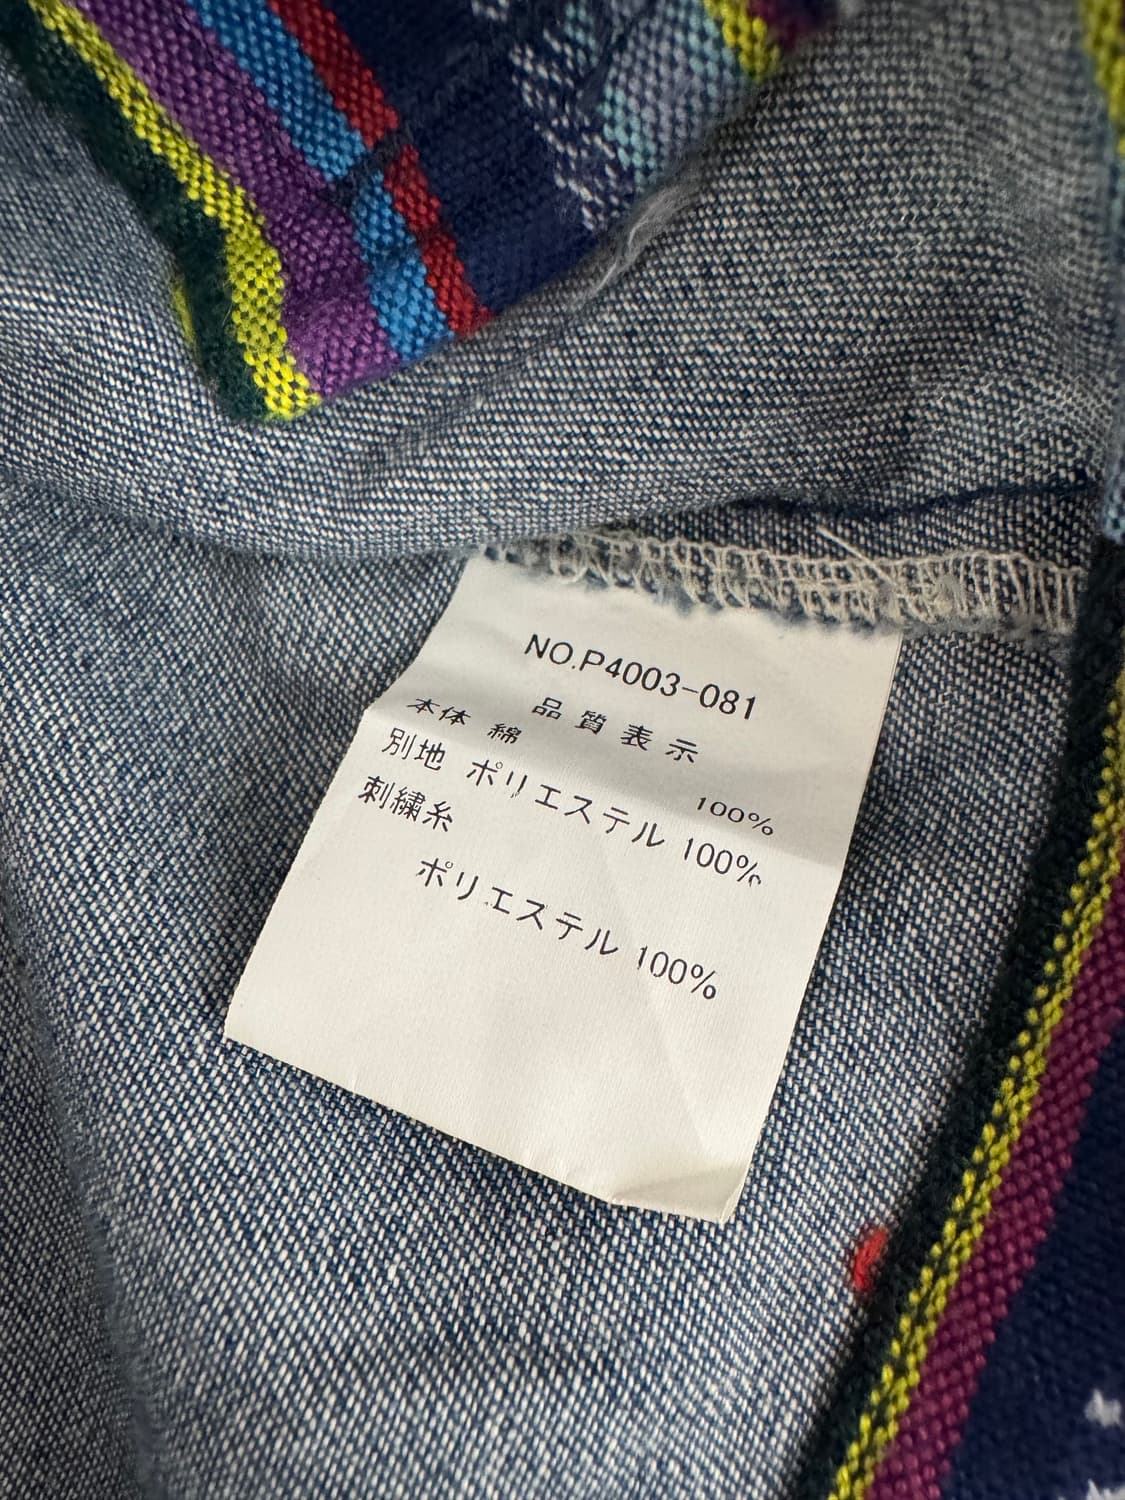 NO.P4003-081
品質表示
本体 綿 100%
別地 ポリエステル 100%
刺繍糸
ポリエステル 100%